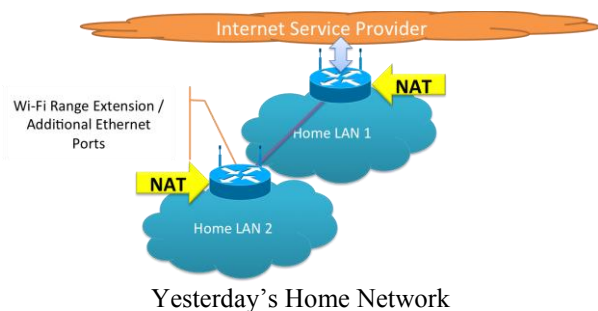 Internet Service Provider
NAT
Wi-Fi Range Extension /
Additional Ethernet
Ports
Home LAN 1
NAT
Home LAN 2
Yesterday's Home Network